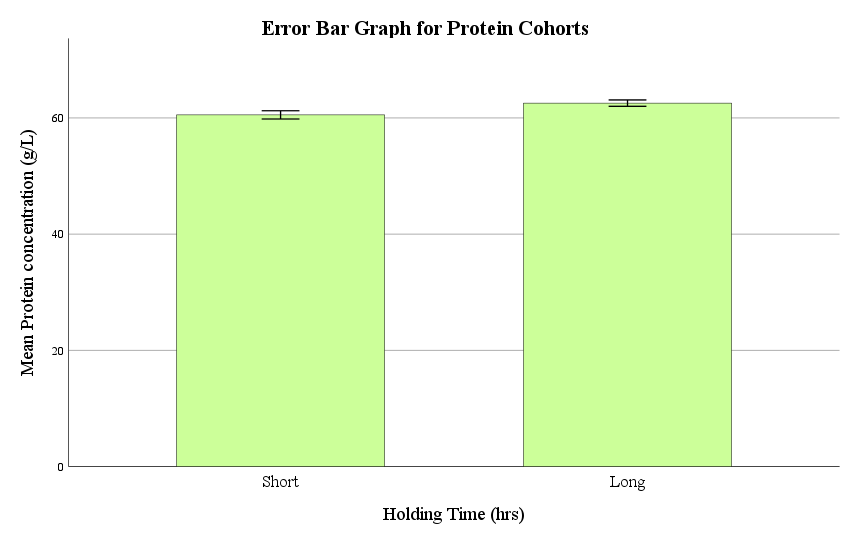 Error Bar Graph for Protein Cohorts
Mean Protein concentration (g/L)
60
40
20
0
Short Long
Holding Time (hrs)